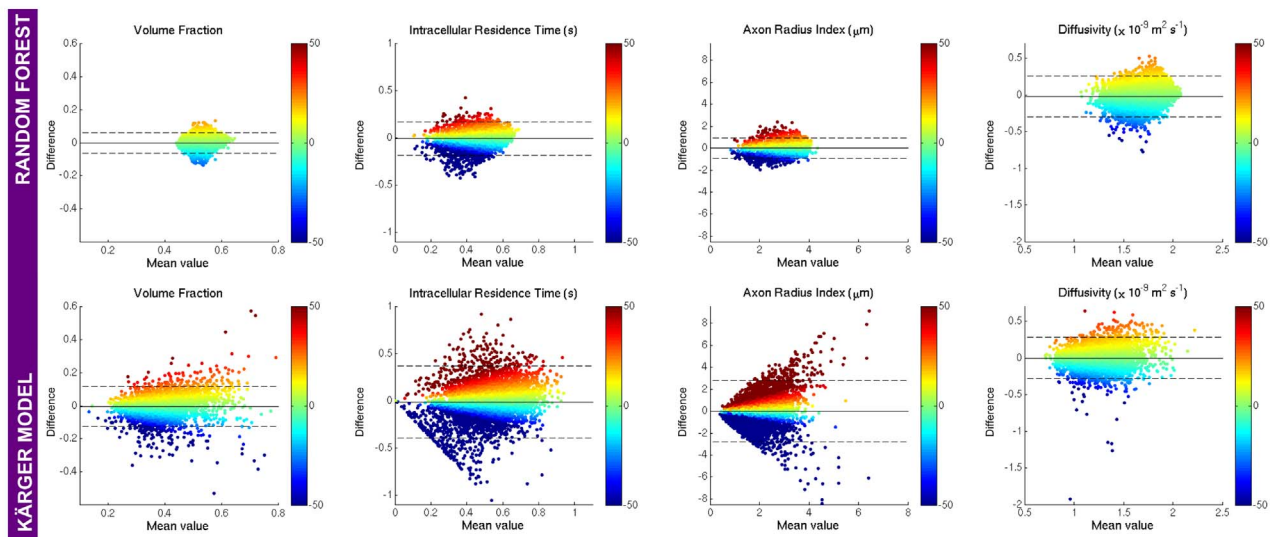 RANDOM FOREST
Volume Fraction
Difference
0.6
0.4
0.2
0
-0.2
-0.4
0.2 0.4 0.6 0.8
Mean value
50
0
-50
Intracellular Residence Time (s)
Difference
1
0.5
0
-0.5
-1
0 0.2 0.4 0.6 0.8 1
Mean value
50
0
-50
Axon Radius Index (μm)
Difference
8
6
4
2
0
-2
-4
-6
-8
0 2 4 6 8
Mean value
50
0
-50
Diffusivity (x 10⁻⁹ m² s⁻¹)
Difference
0.5
0
-0.5
-1
-1.5
-2
0.5 1 1.5 2 2.5
Mean value
50
0
-50
KÄRGER MODEL
Volume Fraction
Difference
0.6
0.4
0.2
0
-0.2
-0.4
0.2 0.4 0.6 0.8
Mean value
50
0
-50
Intracellular Residence Time (s)
Difference
1
0.5
0
-0.5
-1
0 0.2 0.4 0.6 0.8 1
Mean value
50
0
-50
Axon Radius Index (μm)
Difference
8
6
4
2
0
-2
-4
-6
-8
0 2 4 6 8
Mean value
50
0
-50
Diffusivity (x 10⁻⁹ m² s⁻¹)
Difference
0.5
0
-0.5
-1
-1.5
-2
0.5 1 1.5 2 2.5
Mean value
50
0
-50